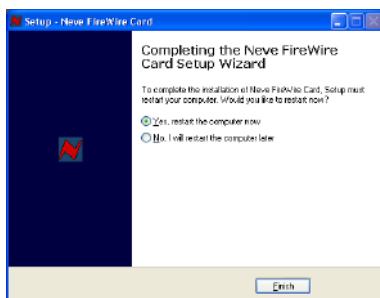 Setup - Neve FireWire Card
Completing the Neve FireWire
Card Setup Wizard
To complete the installation of Neve FireWire Card, Setup must
restart your computer. Would you like to restart now?
Yes, restart the computer now
No, I will restart the computer later
Finish